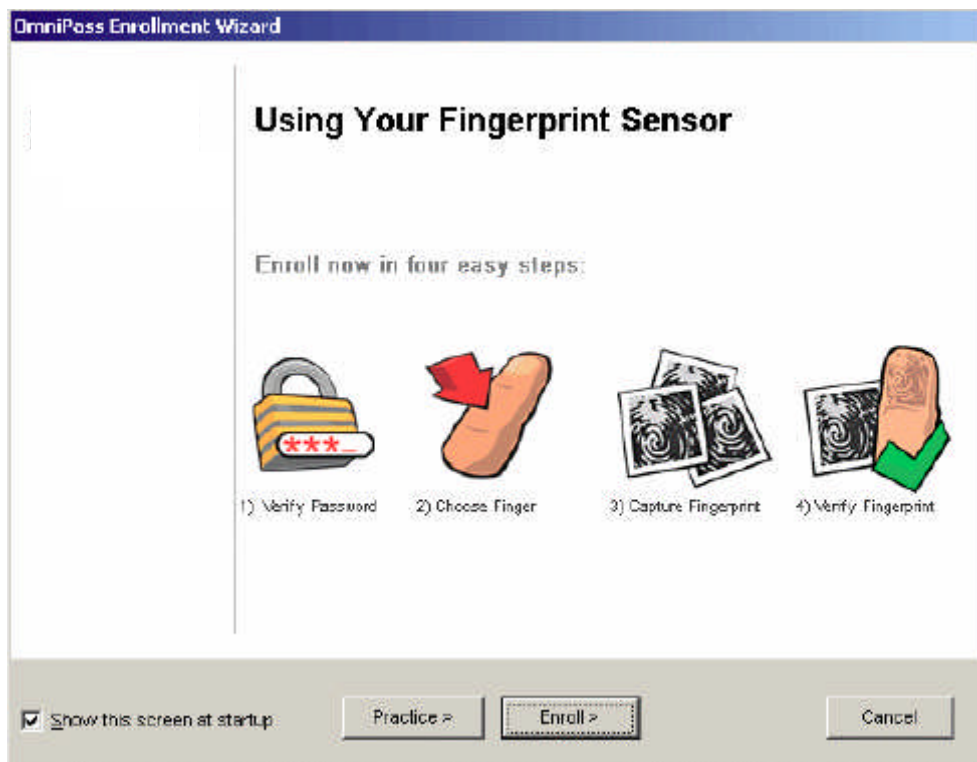 OmniPass Enrollment Wizard
Using Your Fingerprint Sensor
Enroll now in four easy steps:
***_
1) Verify Password 2) Choose Finger 3) Capture Fingerprint 4) Verify Fingerprint
Show this screen at startup Practice > Enroll > Cancel